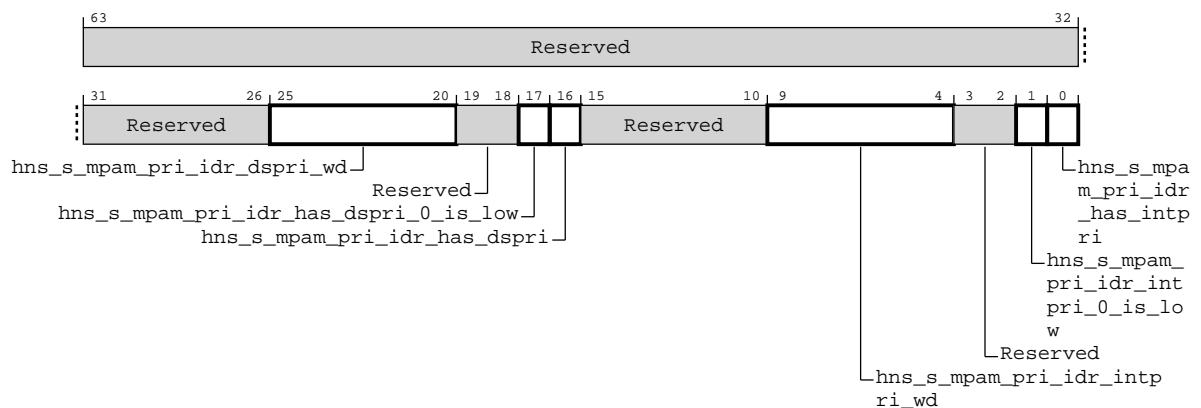 63 32
Reserved
31 26 25 20 19 18 17 16 15 10 9 4 3 2 1 0
Reserved Reserved
hns_s_mpam_pri_idr_dspri_wd
Reserved
hns_s_mpam_pri_idr_has_dspri_0_is_low
hns_s_mpam_pri_idr_has_dspri
hns_s_mpa
m_pri_idr
_has_intp
ri
hns_s_mpam_
pri_idr_int
pri_0_is_lo
w
Reserved
hns_s_mpam_pri_idr_intp
ri_wd